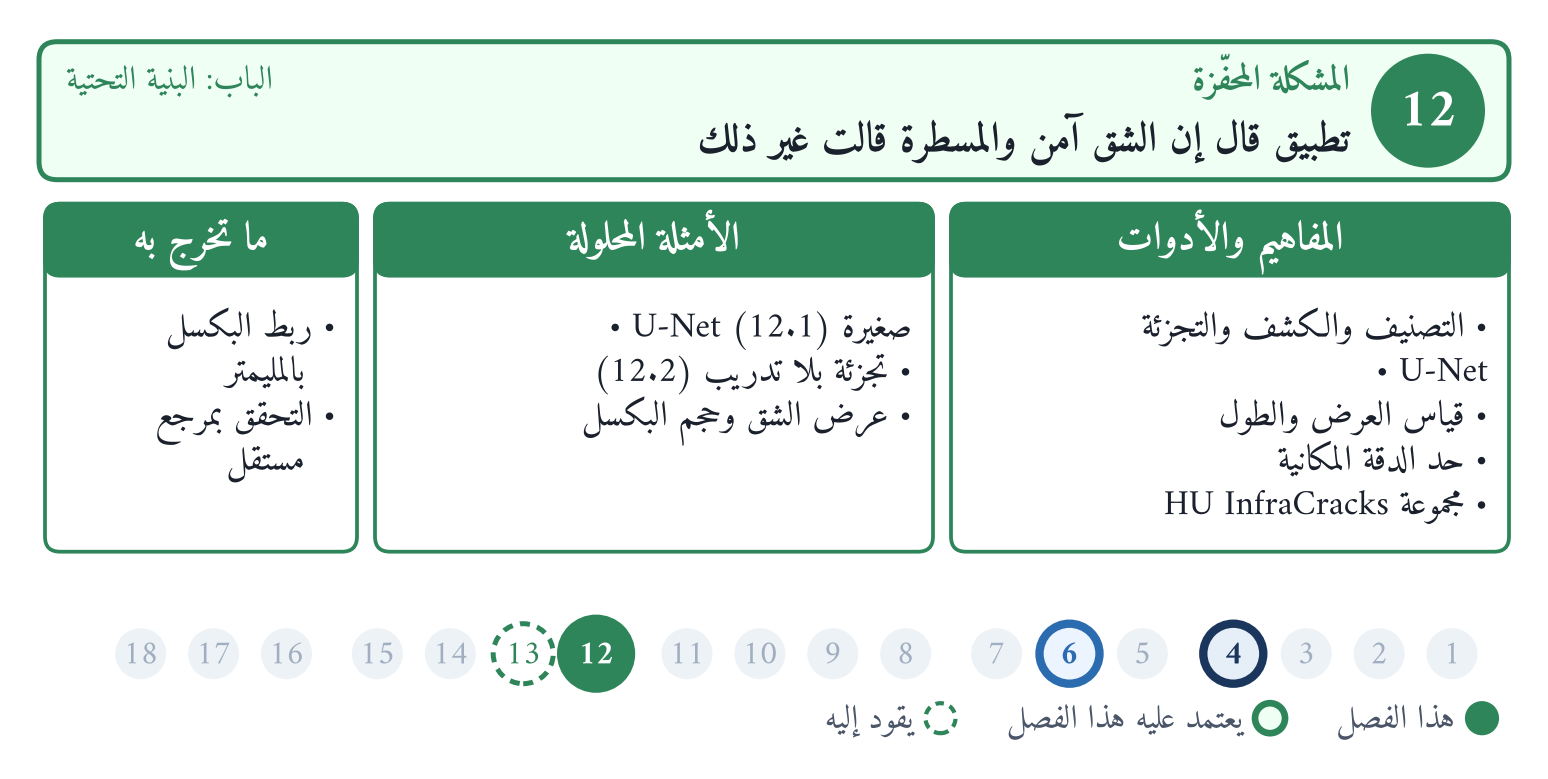 12
المشكلة المحفّزة
الباب: البنية التحتية
تطبيق قال إن الشق آمن والمسطرة قالت غير ذلك
المفاهيم والأدوات
• التصنيف والكشف والتجزئة
• U-Net
• قياس العرض والطول
• حد الدقة المكانية
• مجموعة HU InfraCracks
الأمثلة المحلولة
• U-Net صغيرة (12.1)
• تجزئة بلا تدريب (12.2)
• عرض الشق وحجم البكسل
ما تخرج به
• ربط البكسل
بالمليمتر
• التحقق بمرجع
مستقل
1 2 3 4 5 6 7 8 9 10 11 12 13 14 15 16 17 18
هذا الفصل
يعتمد عليه هذا الفصل
يقود إليه